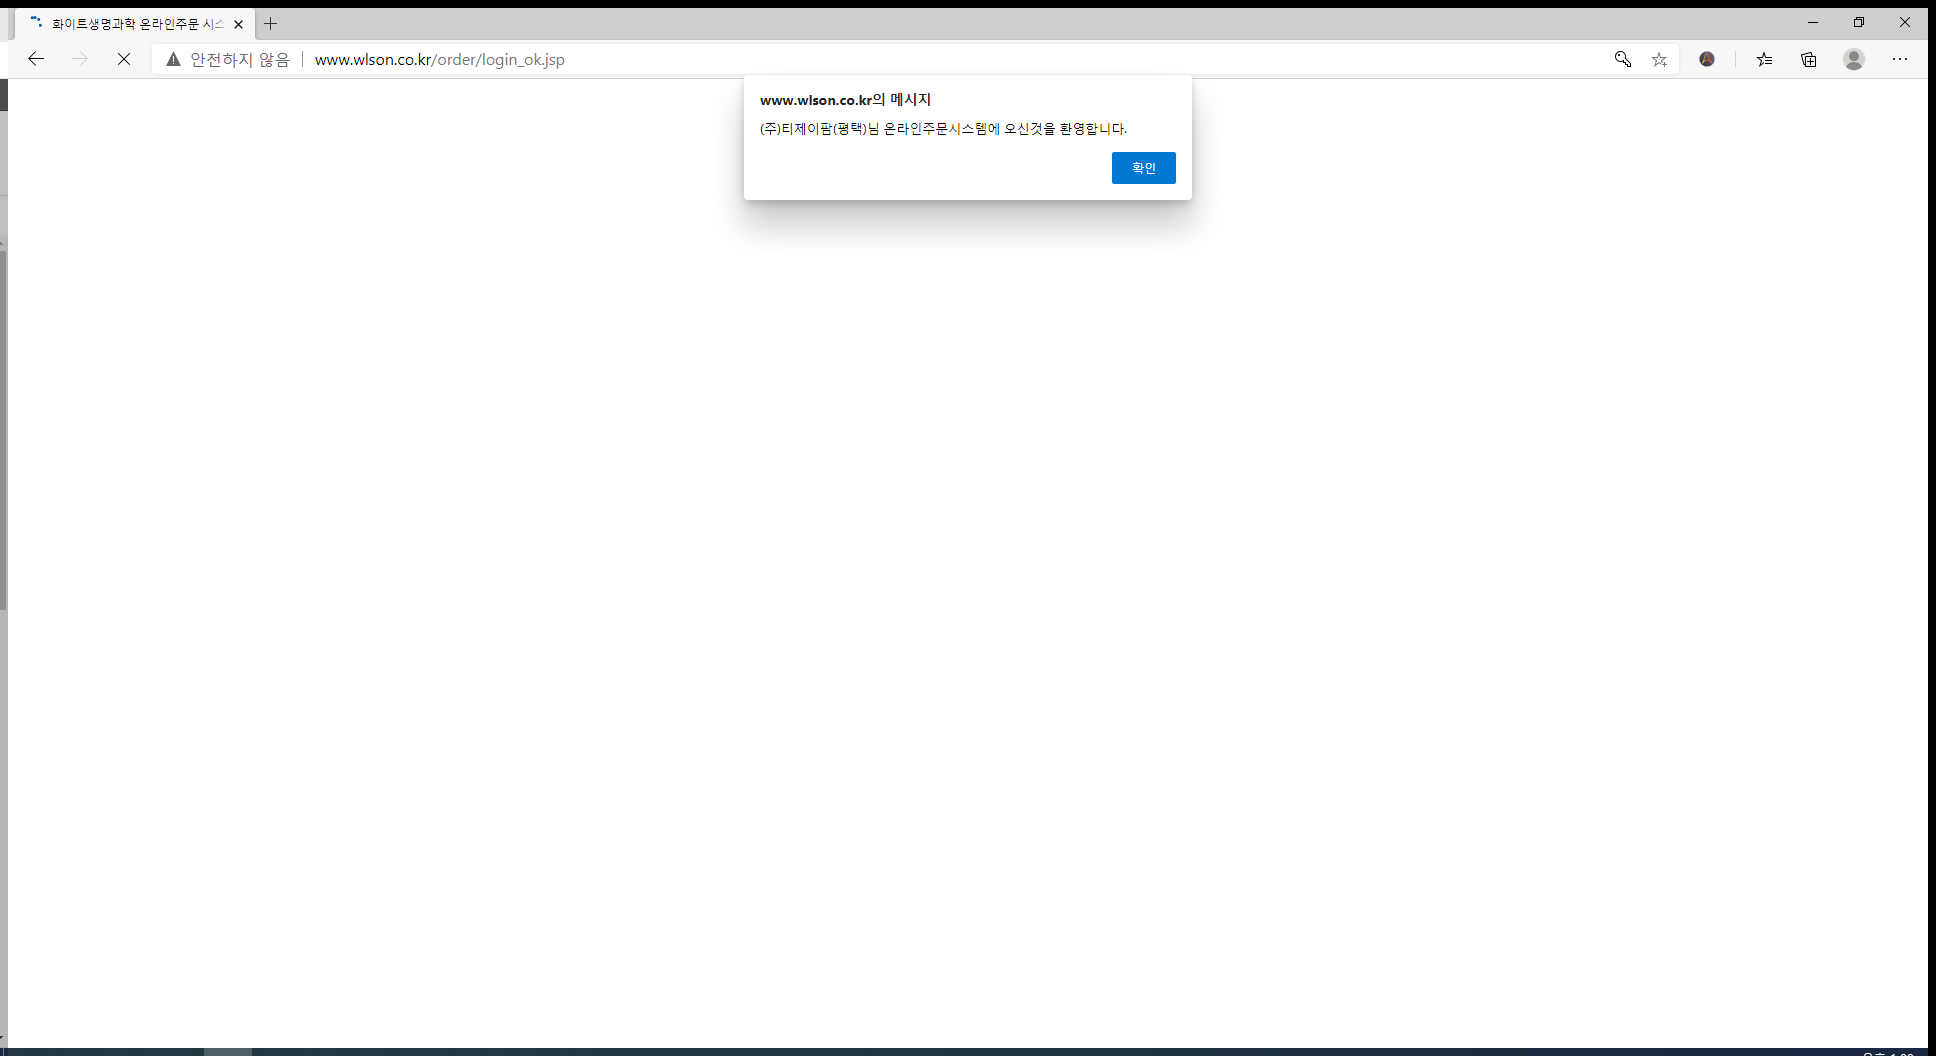 화이트생명과학 온라인주문 시스
안전하지 않음 www.wlson.co.kr/order/login_ok.jsp
www.wlson.co.kr의 메시지
(주)티제이팜(평택)님 온라인주문시스템에 오신것을 환영합니다.
확인